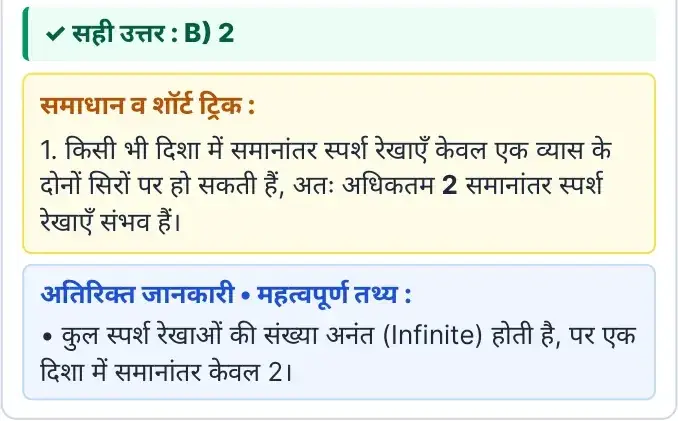 ✓ सही उत्तर : B) 2
समाधान व शॉर्ट ट्रिक :
1. किसी भी दिशा में समानांतर स्पर्श रेखाएँ केवल एक व्यास के
दोनों सिरों पर हो सकती हैं, अतः अधिकतम 2 समानांतर स्पर्श
रेखाएँ संभव हैं।
अतिरिक्त जानकारी • महत्वपूर्ण तथ्य :
• कुल स्पर्श रेखाओं की संख्या अनंत (Infinite) होती है, पर एक
दिशा में समानांतर केवल 2।